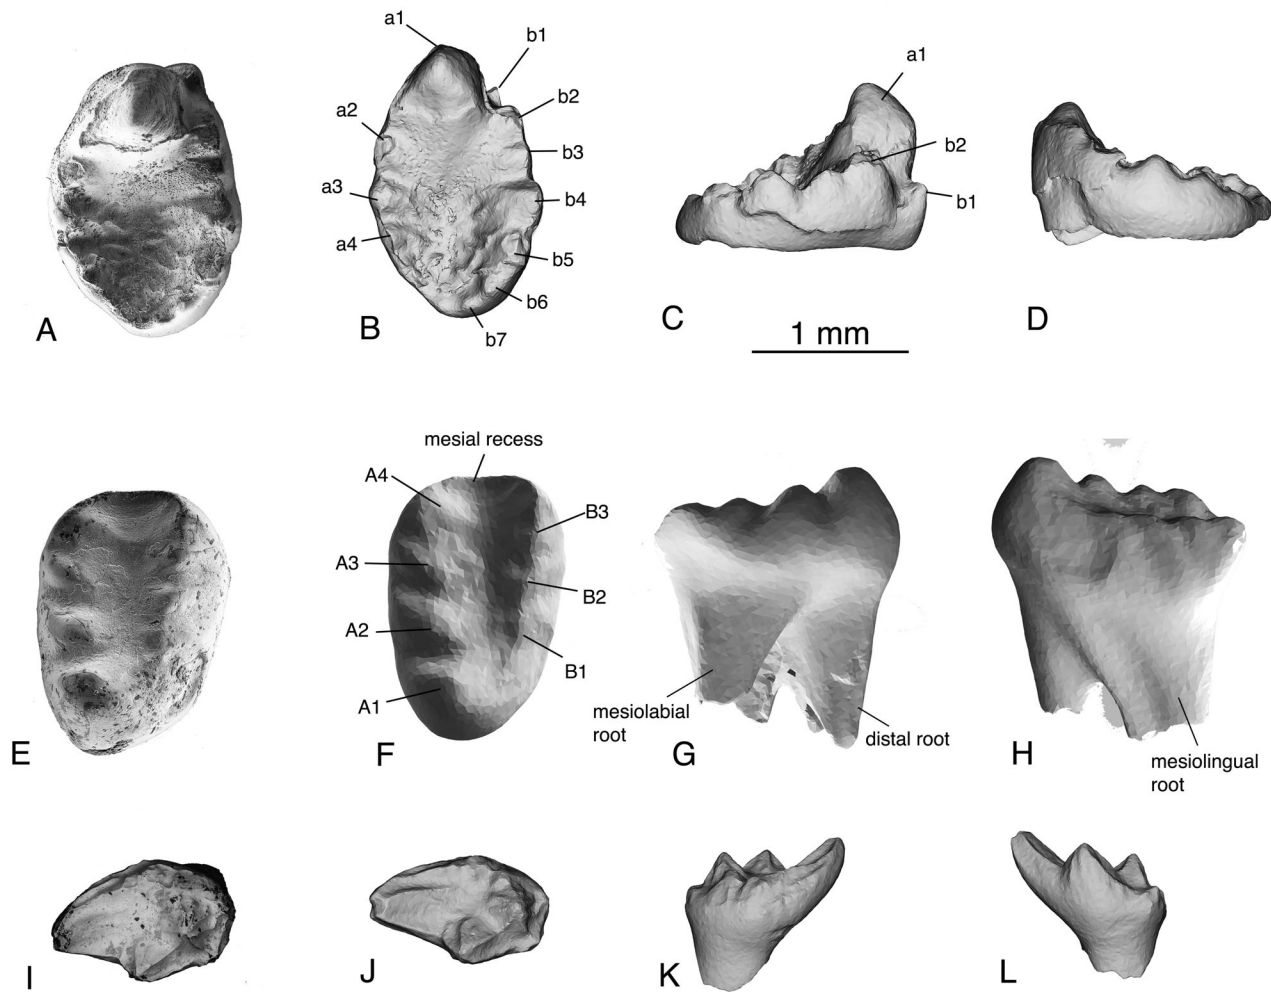 a1
b1
b2
a2
b3
a3
b4
a4
b5
b6
b7
A
B
a1
b2
b1
C
D
1 mm
mesial recess
A4
B3
A3
B2
A2
B1
A1
mesiolabial
root
distal root
mesiolingual
root
E
F
G
H
I
J
K
L